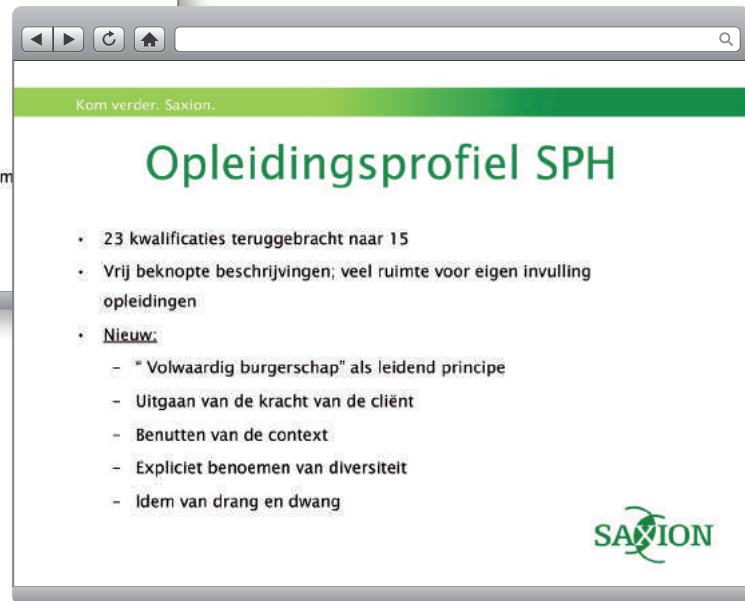 Kom verder. Saxion.
Opleidingsprofiel SPH
• 23 kwalificaties teruggebracht naar 15
• Vrij beknopte beschrijvingen; veel ruimte voor eigen invulling
opleidingen
• Nieuw:
– " Volwaardig burgerschap" als leidend principe
– Uitgaan van de kracht van de cliënt
– Benutten van de context
– Expliciet benoemen van diversiteit
– Idem van drang en dwang
SAXION